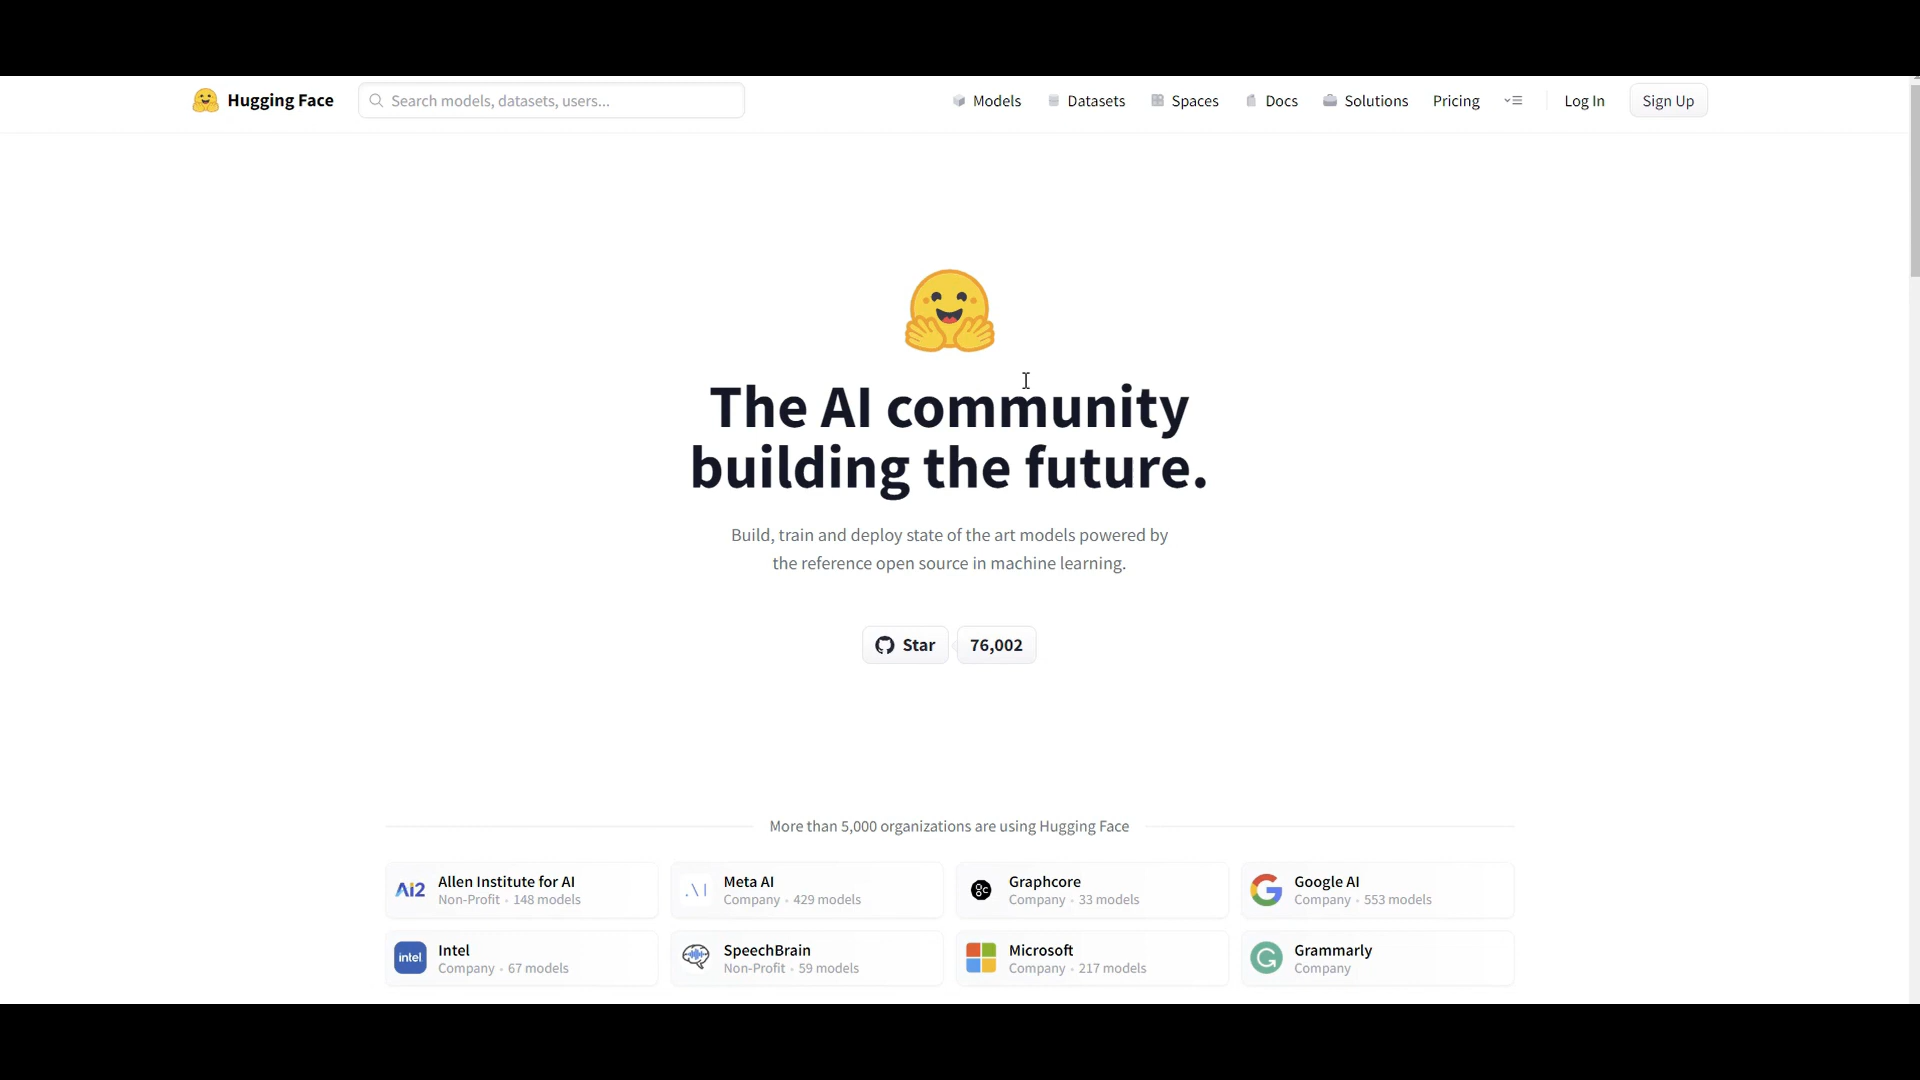 Hugging Face
Search models, datasets, users...
Models
Datasets
Spaces
Docs
Solutions
Pricing
Log In
Sign Up
The AI community
building the future.
Build, train and deploy state of the art models powered by
the reference open source in machine learning.
Star
76,002
More than 5,000 organizations are using Hugging Face
Ai2
Allen Institute for AI
Non-Profit • 148 models
Meta AI
Company • 429 models
Graphcore
Company • 33 models
Google AI
Company • 553 models
intel
Intel
Company • 67 models
SpeechBrain
Non-Profit • 59 models
Microsoft
Company • 217 models
Grammarly
Company